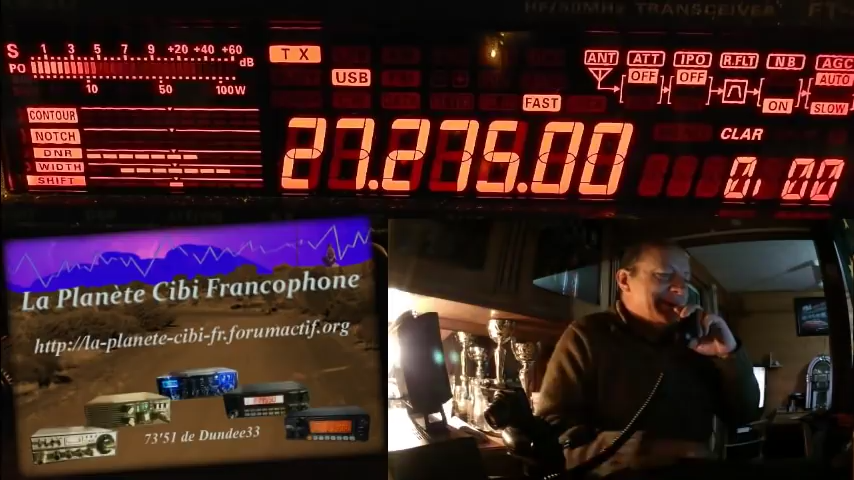 HF/50MHz TRANSCEIVER FT-
S 1 3 5 7 9 +20 +40 +60 dB
PO 10 50 100 W
TX
USB
FAST
ANT ATT IPO R.FLT NB AGC
OFF OFF ON AUTO
SLOW
CONTOUR
NOTCH
DNR
WIDTH
SHIFT
27.275.00
CLAR
0.00
La Planète Cibi Francophone
http://la-planete-cibi-fr.forumactif.org
73'51 de Dundee33